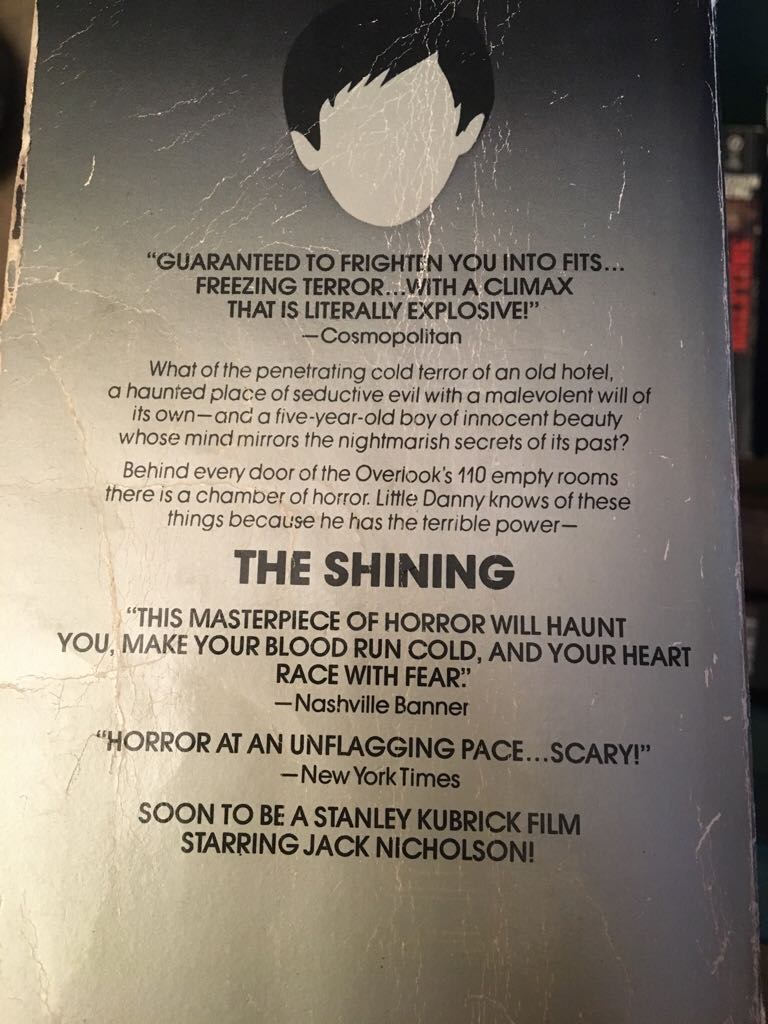 “GUARANTEED TO FRIGHTEN YOU INTO FITS...
FREEZING TERROR...WITH A CLIMAX
THAT IS LITERALLY EXPLOSIVE!”
—Cosmopolitan
What of the penetrating cold terror of an old hotel,
a haunted place of seductive evil with a malevolent will of
its own—and a five-year-old boy of innocent beauty
whose mind mirrors the nightmarish secrets of its past?
Behind every door of the Overlook's 110 empty rooms
there is a chamber of horror. Little Danny knows of these
things because he has the terrible power—
THE SHINING
“THIS MASTERPIECE OF HORROR WILL HAUNT
YOU, MAKE YOUR BLOOD RUN COLD, AND YOUR HEART
RACE WITH FEAR.”
—Nashville Banner
“HORROR AT AN UNFLAGGING PACE...SCARY!”
—New York Times
SOON TO BE A STANLEY KUBRICK FILM
STARRING JACK NICHOLSON!